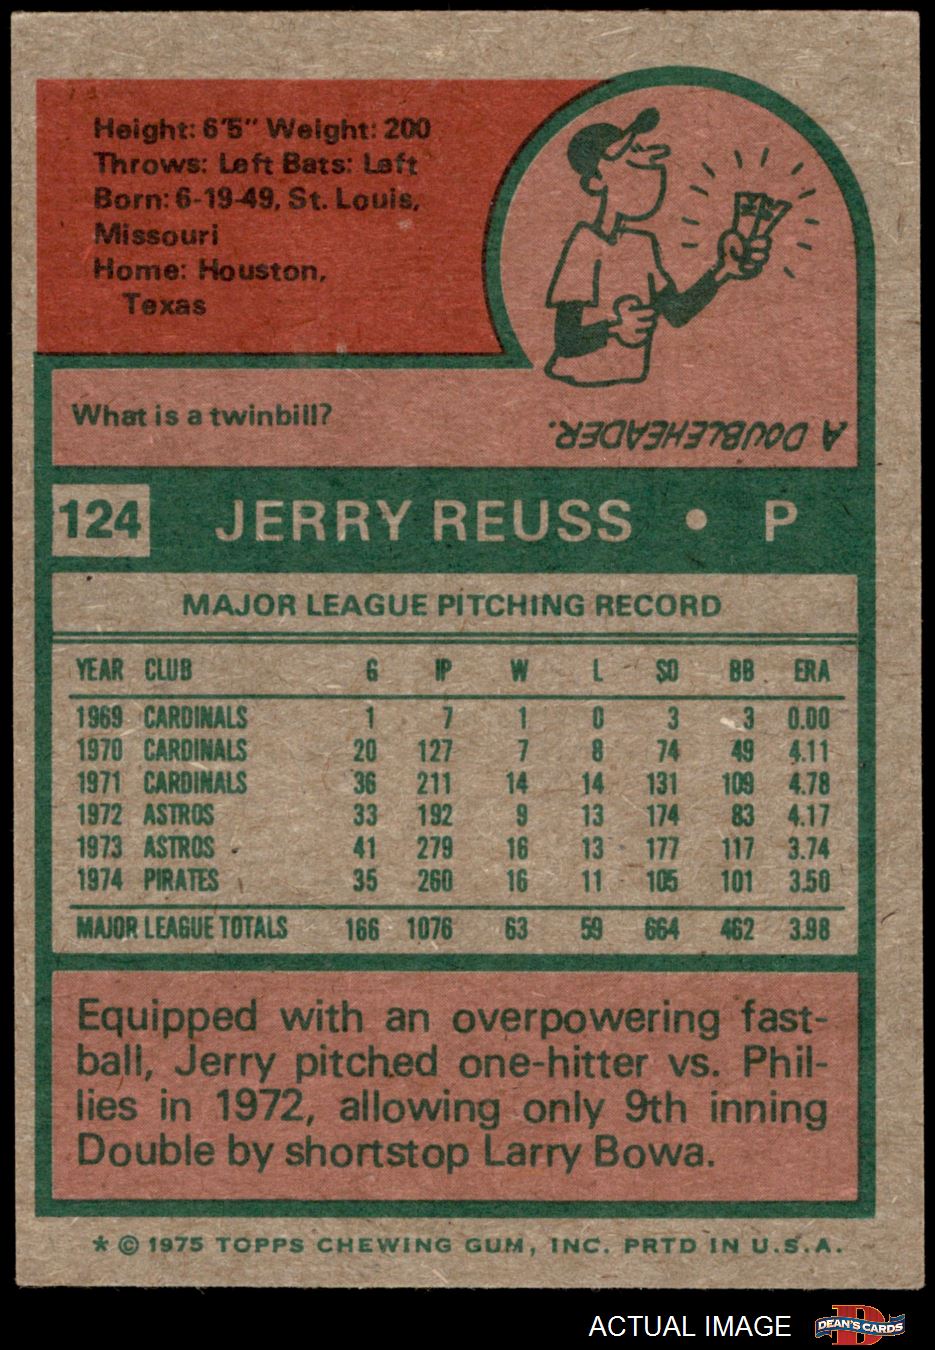 Height: 6'5" Weight: 200
Throws: Left Bats: Left
Born: 6-19-49, St. Louis,
Missouri
Home: Houston,
Texas
What is a twinbill?
A DOUBLEHEADER.
124 JERRY REUSS • P
MAJOR LEAGUE PITCHING RECORD
YEAR CLUB G IP W L SO BB ERA
1969 CARDINALS 1 7 1 0 3 3 0.00
1970 CARDINALS 20 127 7 8 74 49 4.11
1971 CARDINALS 36 211 14 14 131 109 4.78
1972 ASTROS 33 192 9 13 174 83 4.17
1973 ASTROS 41 279 16 13 177 117 3.74
1974 PIRATES 35 260 16 11 105 101 3.50
MAJOR LEAGUE TOTALS 166 1076 63 59 664 462 3.98
Equipped with an overpowering fast-
ball, Jerry pitched one-hitter vs. Phil-
lies in 1972, allowing only 9th inning
Double by shortstop Larry Bowa.
* © 1975 TOPPS CHEWING GUM, INC. PRTD IN U.S.A.
ACTUAL IMAGE
D
DEAN'S CARDS